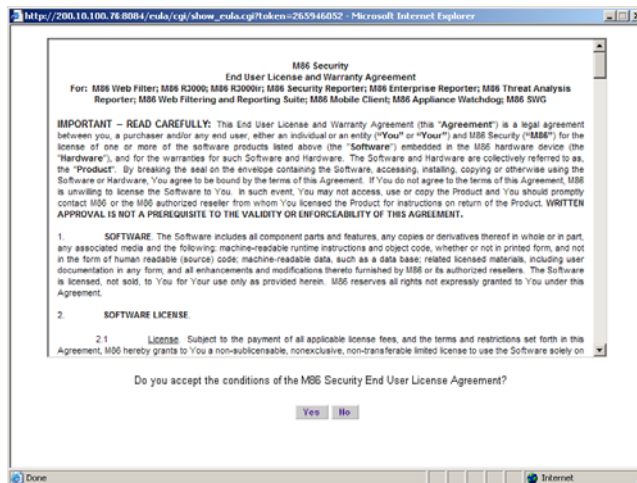 http://200.10.100.76:8084/eula/cgi/show_eula.cgi?token=265946052 - Microsoft Internet Explorer
M86 Security
End User License and Warranty Agreement
For: M86 Web Filter; M86 R3000; M86 R3000ir; M86 Security Reporter; M86 Enterprise Reporter; M86 Threat Analysis
Reporter; M86 Web Filtering and Reporting Suite; M86 Mobile Client; M86 Appliance Watchdog; M86 SWG
IMPORTANT – READ CAREFULLY: This End User License and Warranty Agreement (this "Agreement") is a legal agreement
between you, a purchaser and/or any end user, either an individual or an entity ("You" or "Your") and M86 Security ("M86") for the
license of one or more of the software products listed above (the "Software") embedded in the M86 hardware device (the
"Hardware"), and for the warranties for such Software and Hardware. The Software and Hardware are collectively referred to as,
the "Product". By breaking the seal on the envelope containing the Software, accessing, installing, copying or otherwise using the
Software or Hardware, You agree to be bound by the terms of this Agreement. If You do not agree to the terms of this Agreement, M86
is unwilling to license the Software to You. In such event, You may not access, use or copy the Product and You should promptly
contact M86 or the M86 authorized reseller from whom You licensed the Product for instructions on return of the Product. WRITTEN
APPROVAL IS NOT A PREREQUISITE TO THE VALIDITY OR ENFORCEABILITY OF THIS AGREEMENT.
1. SOFTWARE. The Software includes all component parts and features, any copies or derivatives thereof in whole or in part,
any associated media and the following; machine-readable runtime instructions and object code, whether or not in printed form, and not
in the form of human readable (source) code; machine-readable data, such as a data base; related licensed materials, including user
documentation in any form; and all enhancements and modifications thereto furnished by M86 or its authorized resellers. The Software
is licensed, not sold, to You for Your use only as provided herein. M86 reserves all rights not expressly granted to You under this
Agreement.
2. SOFTWARE LICENSE.
2.1 License. Subject to the payment of all applicable license fees, and the terms and restrictions set forth in this
Agreement, M86 hereby grants to You a non-sublicensable, nonexclusive, non-transferable limited license to use the Software solely on
Do you accept the conditions of the M86 Security End User License Agreement?
Yes No
Done Internet